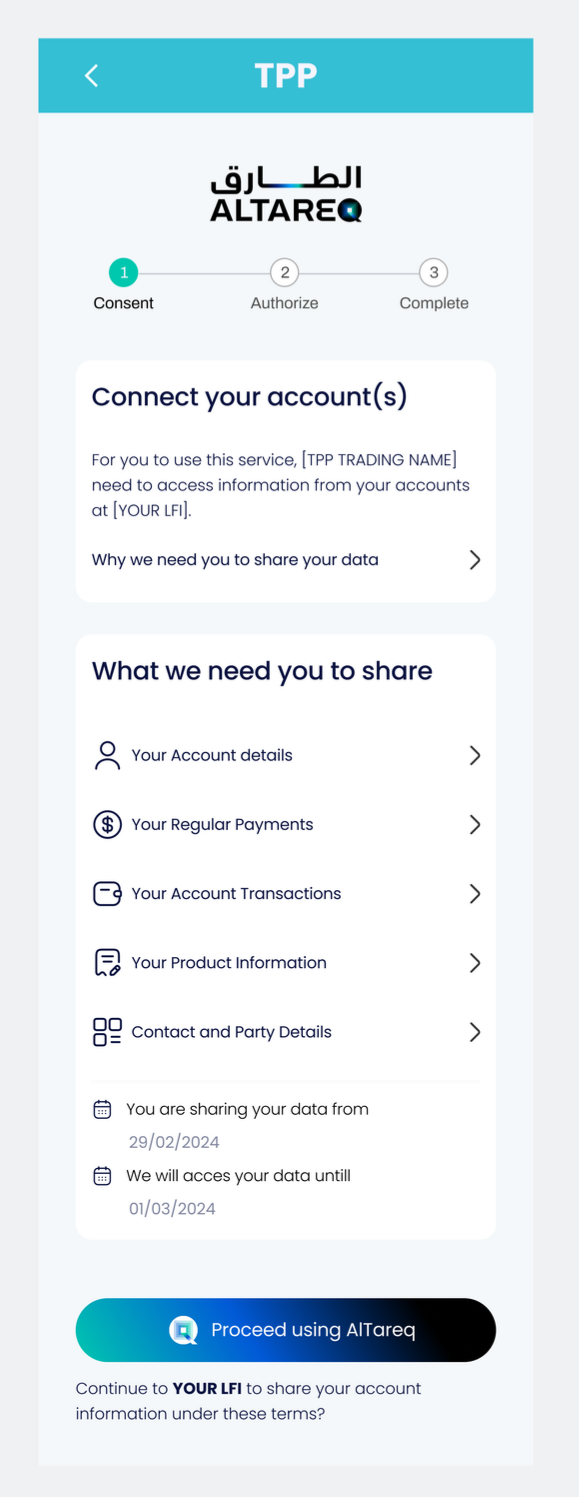 TPP
الطـــارق
ALTAREQ
1
2
3
Consent
Authorize
Complete
Connect your account(s)
For you to use this service, [TPP TRADING NAME]
need to access information from your accounts
at [YOUR LFI].
Why we need you to share your data
What we need you to share
Your Account details
Your Regular Payments
Your Account Transactions
Your Product Information
Contact and Party Details
You are sharing your data from
29/02/2024
We will acces your data untill
01/03/2024
Proceed using AlTareq
Continue to YOUR LFI to share your account
information under these terms?